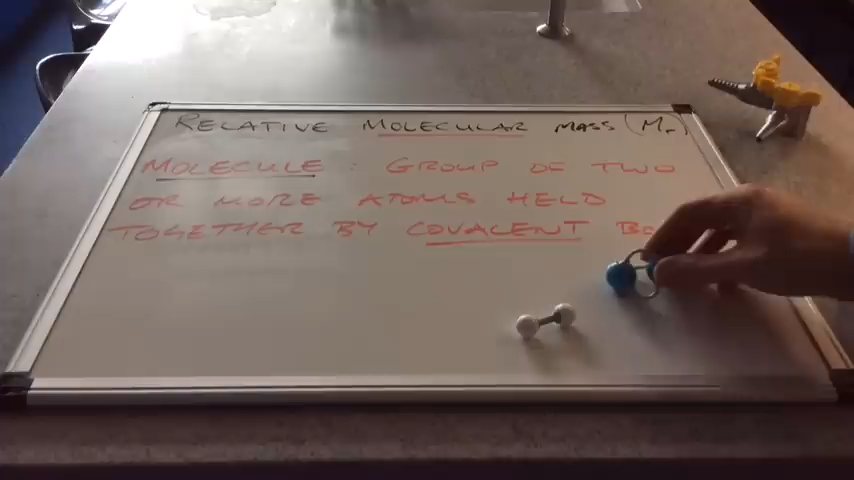 RELATIVE MOLECULAR MASS (Mr)
MOLECULE : GROUP OF TWO
OR MORE ATOMS HELD
TOGETHER BY COVALENT